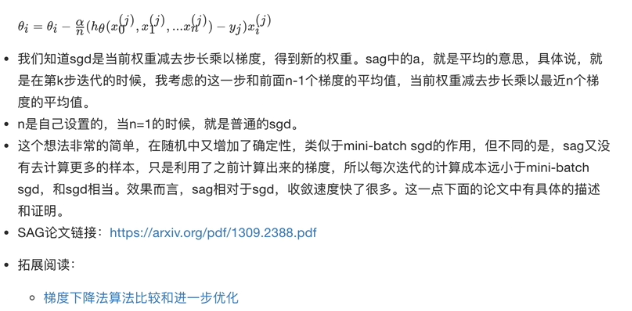 θᵢ = θᵢ − α/n (hθ(x₀⁽ʲ⁾, x₁⁽ʲ⁾, ...xₙ⁽ʲ⁾) − yⱼ)xᵢ⁽ʲ⁾
• 我们知道sgd是当前权重减去步长乘以梯度，得到新的权重。sag中的a，就是平均的意思，具体说，就
是在第k步迭代的时候，我考虑的这一步和前面n-1个梯度的平均值，当前权重减去步长乘以最近n个梯
度的平均值。
• n是自己设置的，当n=1的时候，就是普通的sgd。
• 这个想法非常的简单，在随机中又增加了确定性，类似于mini-batch sgd的作用，但不同的是，sag又没
有去计算更多的样本，只是利用了之前计算出来的梯度，所以每次迭代的计算成本远小于mini-batch
sgd，和sgd相当。效果而言，sag相对于sgd，收敛速度快了很多。这一点下面的论文中有具体的描述
和证明。
• SAG论文链接：https://arxiv.org/pdf/1309.2388.pdf
• 拓展阅读：
○ 梯度下降法算法比较和进一步优化